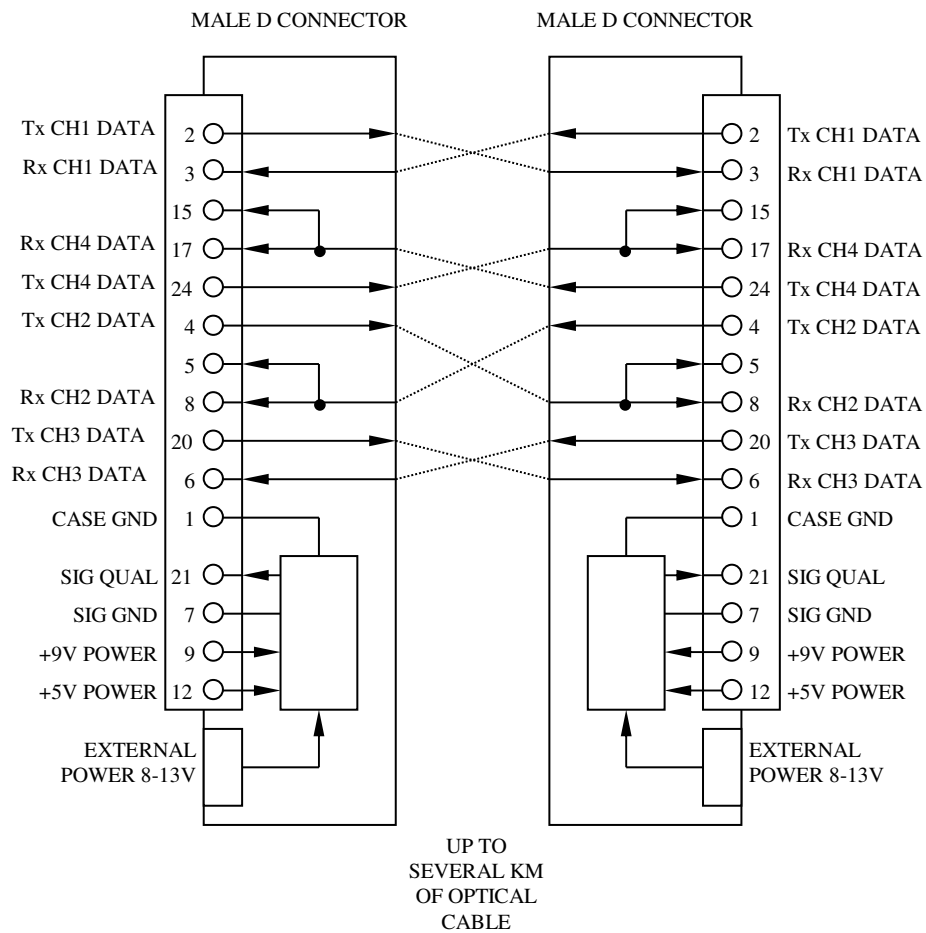 MALE D CONNECTOR
MALE D CONNECTOR
Tx CH1 DATA 2
2 Tx CH1 DATA
Rx CH1 DATA 3
3 Rx CH1 DATA
15
15
Rx CH4 DATA 17
17 Rx CH4 DATA
Tx CH4 DATA 24
24 Tx CH4 DATA
Tx CH2 DATA 4
4 Tx CH2 DATA
5
5
Rx CH2 DATA 8
8 Rx CH2 DATA
Tx CH3 DATA 20
20 Tx CH3 DATA
Rx CH3 DATA 6
6 Rx CH3 DATA
CASE GND 1
1 CASE GND
SIG QUAL 21
21 SIG QUAL
SIG GND 7
7 SIG GND
+9V POWER 9
9 +9V POWER
+5V POWER 12
12 +5V POWER
EXTERNAL
POWER 8-13V
EXTERNAL
POWER 8-13V
UP TO
SEVERAL KM
OF OPTICAL
CABLE